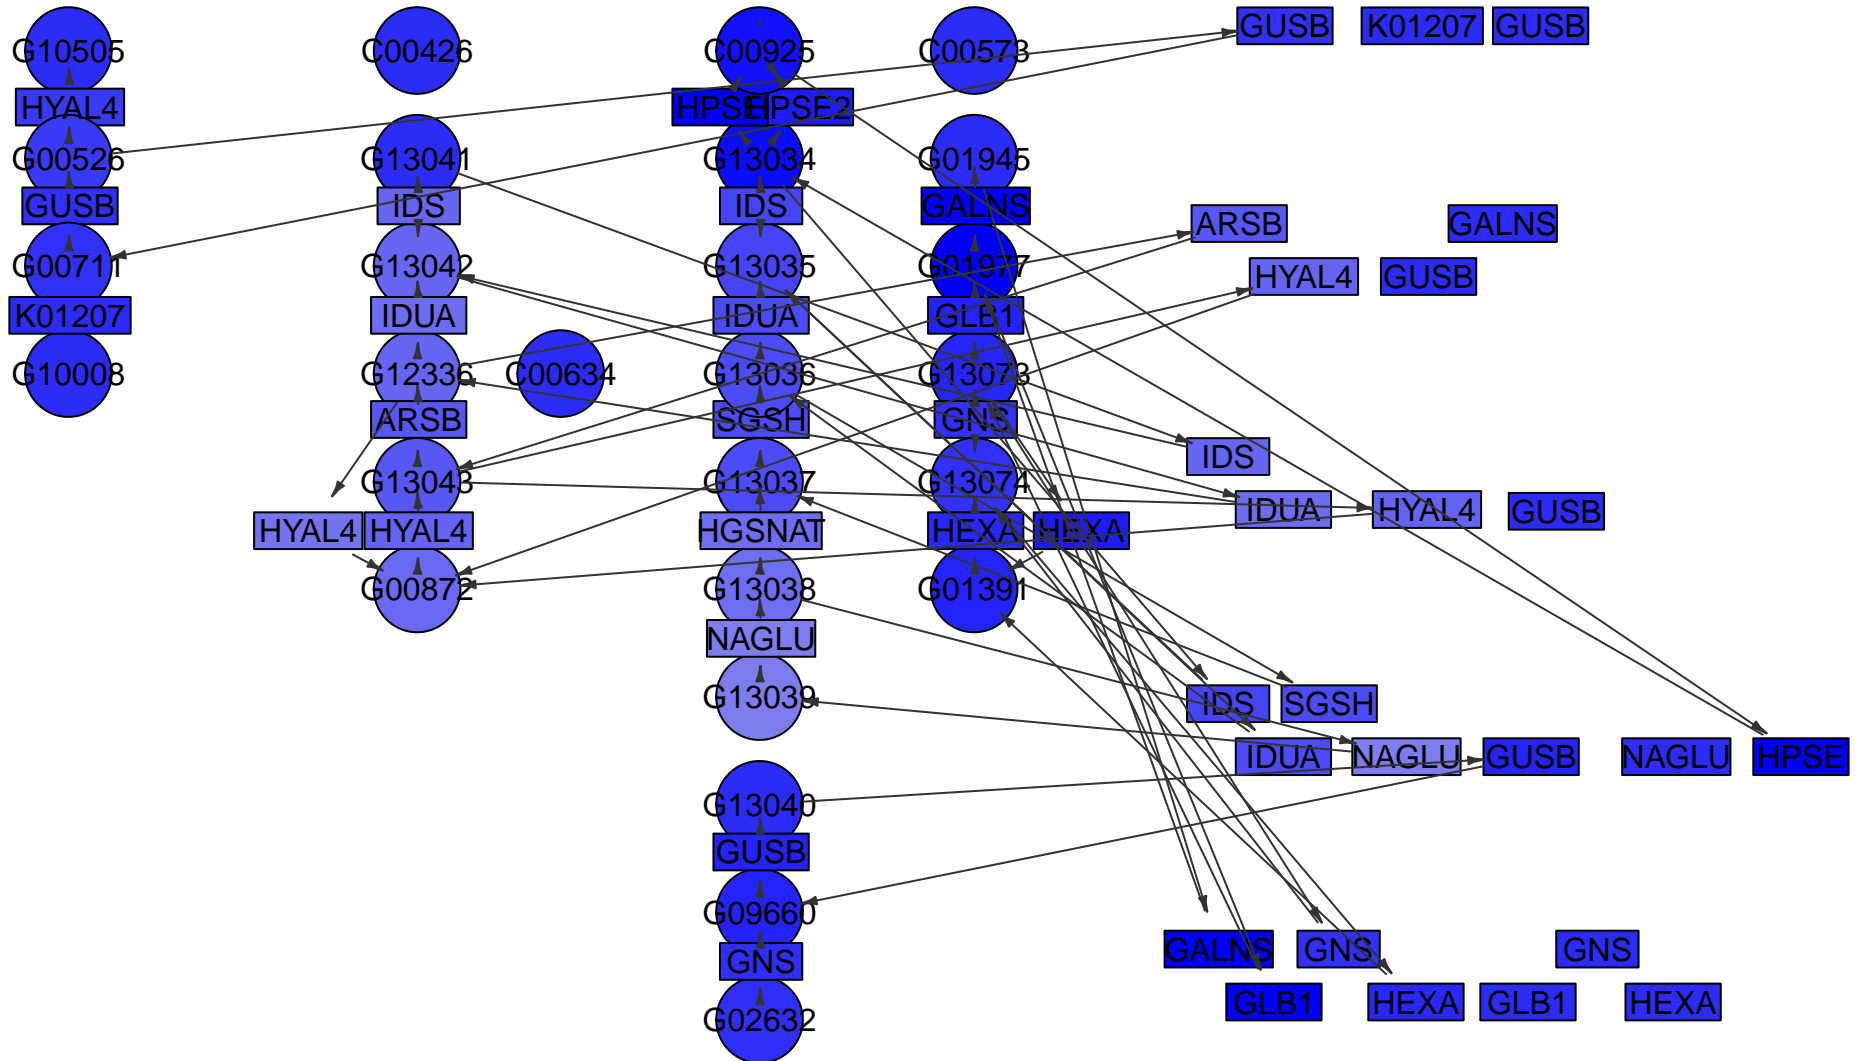 G10505 C00426 C00925 C00573 GUSB K01207 GUSB
HYAL4 HPSE HPSE2
G00526 G13041 G13034 G01945
GUSB IDS IDS GALNS ARSB GALNS
G00711 G13042 G13035 G01977 HYAL4 GUSB
K01207 IDUA IDUA GLB1
G10008 G12336 C00634 G13036 G13073
ARSB SGSH GNS IDS
G13043 G13037 G13074 IDUA HYAL4 GUSB
HYAL4 HYAL4 HGSNAT HEXA HEXA
G00872 G13038 G01391
NAGLU
G13039 IDS SGSH
IDUA NAGLU GUSB NAGLU HPSE
G13040
GUSB
G09660
GNS GALNS GNS GNS
G02632 GLB1 HEXA GLB1 HEXA